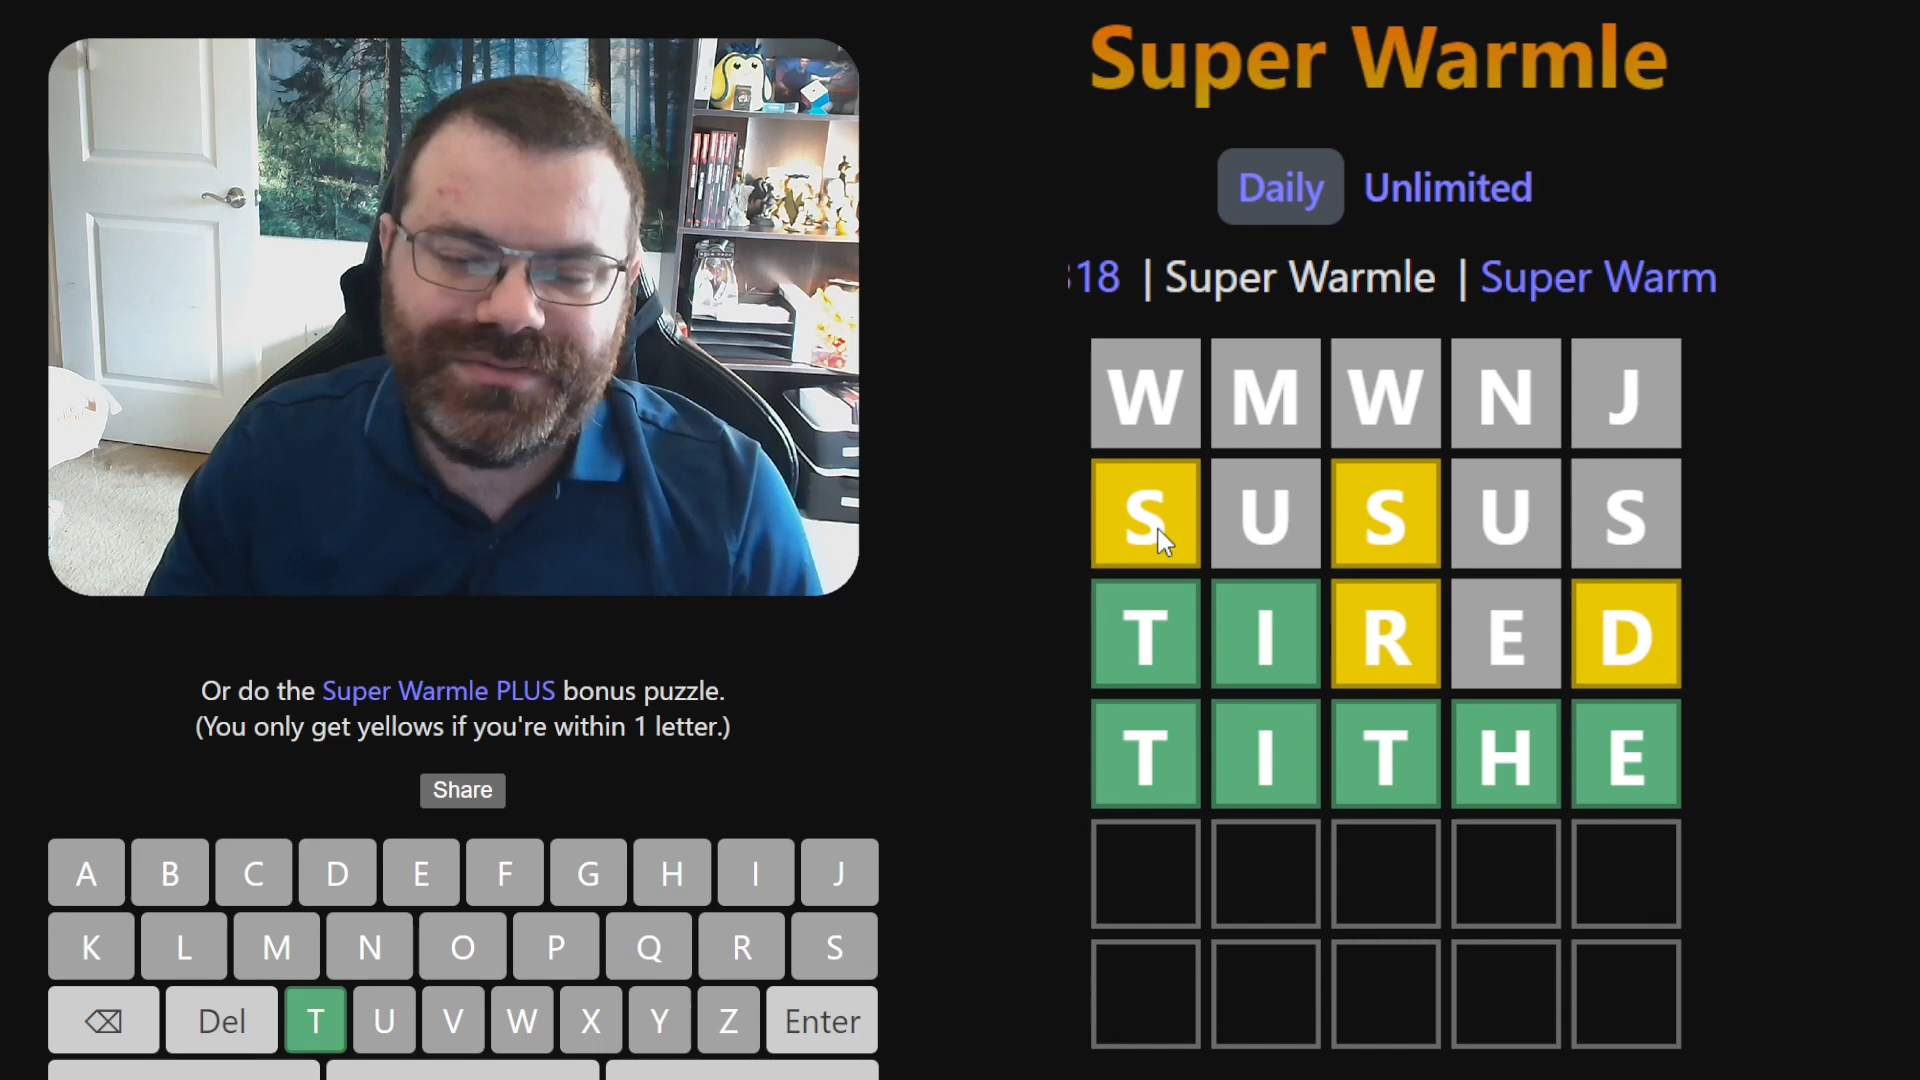 Super Warmle
Daily Unlimited
18 | Super Warmle | Super Warm
W M W N J
S U S U S
T I R E D
T I T H E
Or do the Super Warmle PLUS bonus puzzle.
(You only get yellows if you're within 1 letter.)
Share
A B C D E F G H I J
K L M N O P Q R S
⌫ Del T U V W X Y Z Enter